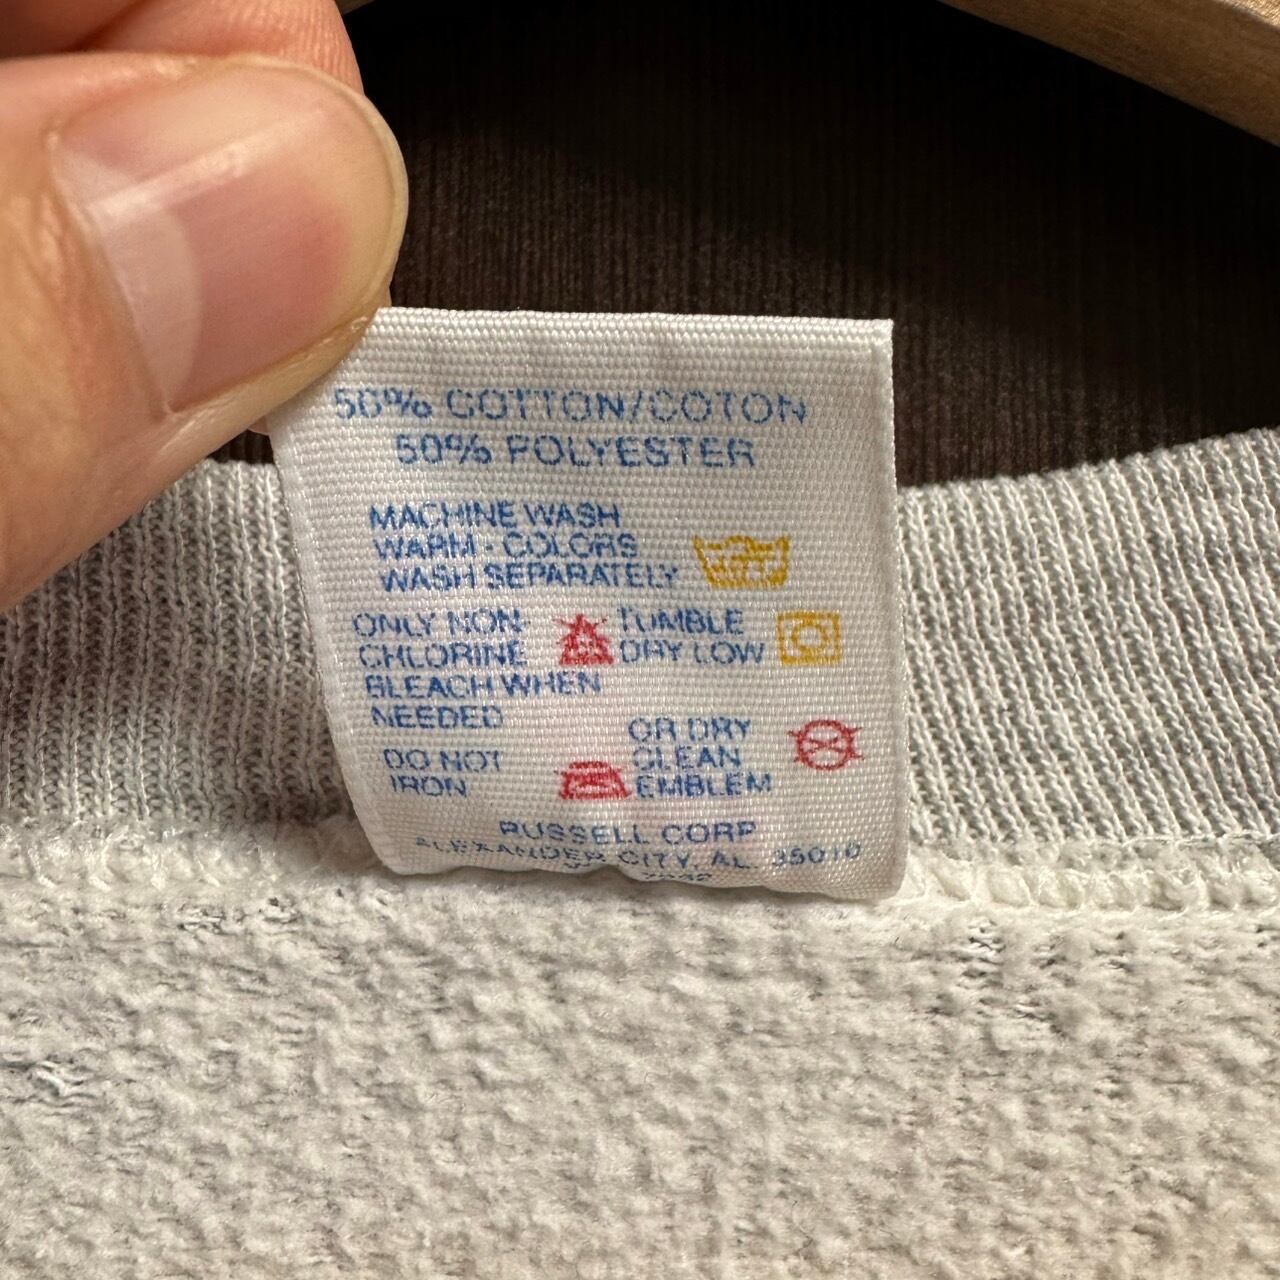 50% COTTON/COTON
50% POLYESTER
MACHINE WASH
WARM - COLORS
WASH SEPARATELY
ONLY NON
CHLORINE
BLEACH WHEN
NEEDED
TUMBLE
DRY LOW
DO NOT
IRON
OR DRY
CLEAN
EMBLEM
RUSSELL CORP
ALEXANDER CITY, AL. 35010